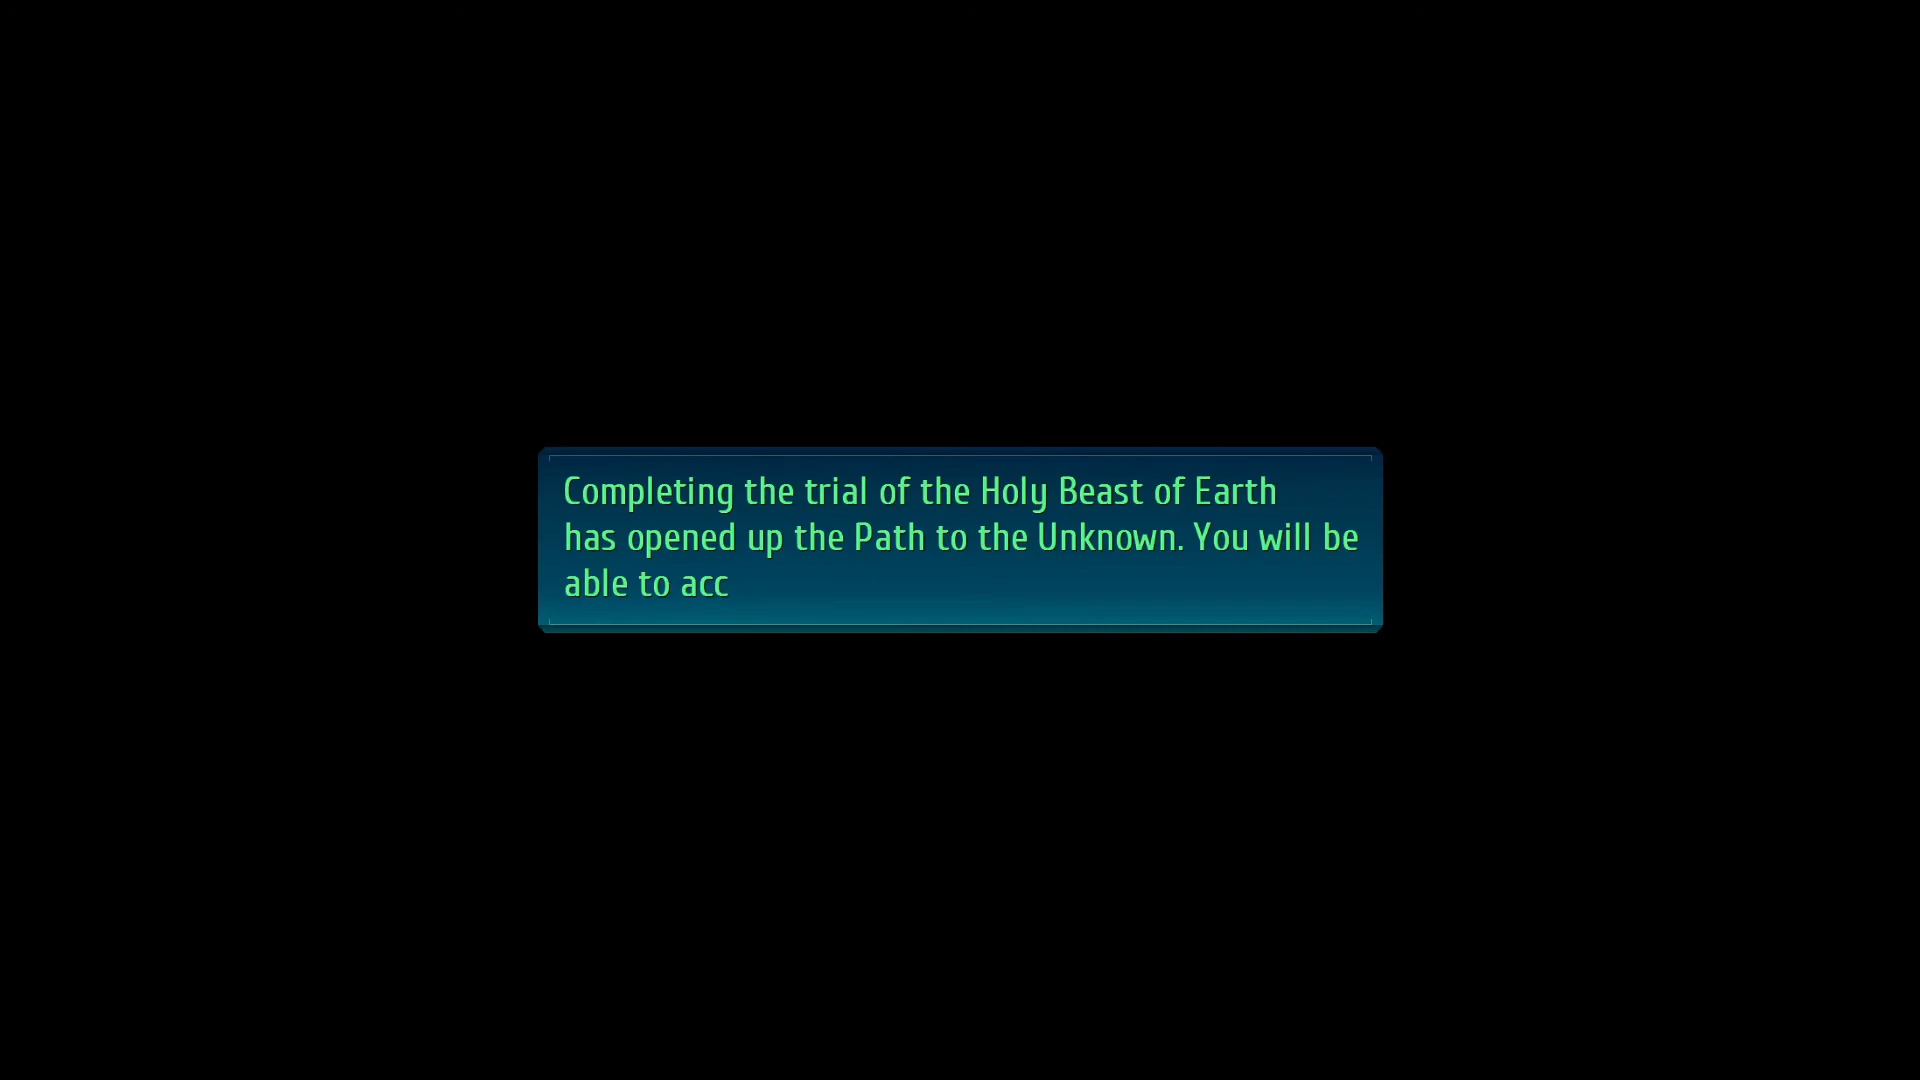 Completing the trial of the Holy Beast of Earth
has opened up the Path to the Unknown. You will be
able to acc